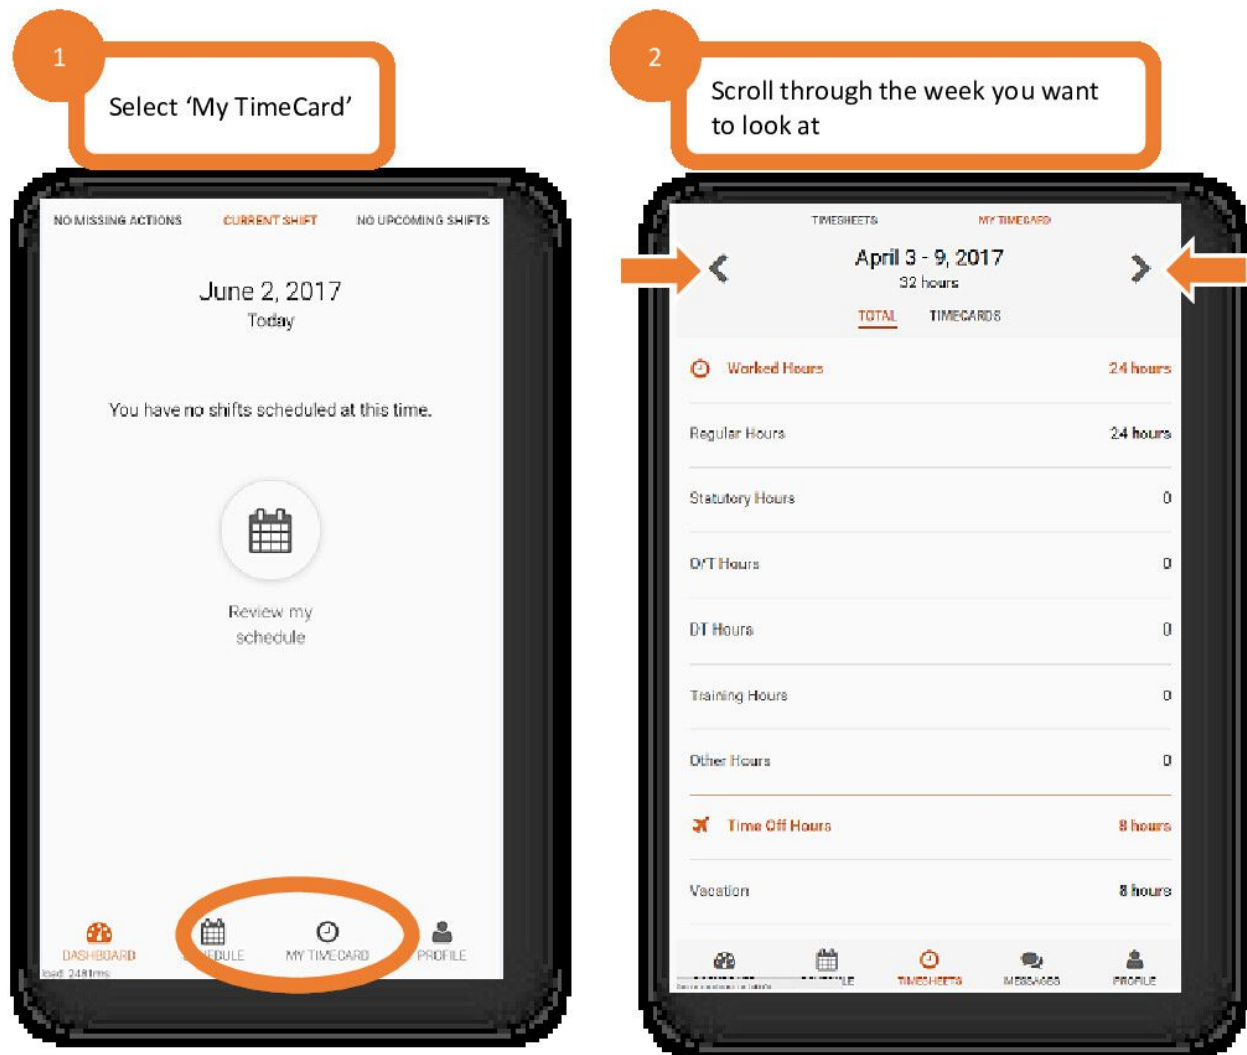 1
Select ‘My TimeCard’
NO MISSING ACTIONS CURRENT SHIFT NO UPCOMING SHIFTS
June 2, 2017
Today
You have no shifts scheduled at this time.
Review my
schedule
DASHBOARD MY TIMECARD PROFILE
load: 2481ms
2
Scroll through the week you want
to look at
TIMESHEETS MY TIMECARD
April 3 - 9, 2017
32 hours
TOTAL TIMECARDS
Worked Hours 24 hours
Regular Hours 24 hours
Statutory Hours 0
O/T Hours 0
DT Hours 0
Training Hours 0
Other Hours 0
Time Off Hours 8 hours
Vacation 8 hours
TIMESHEETS MESSAGES PROFILE